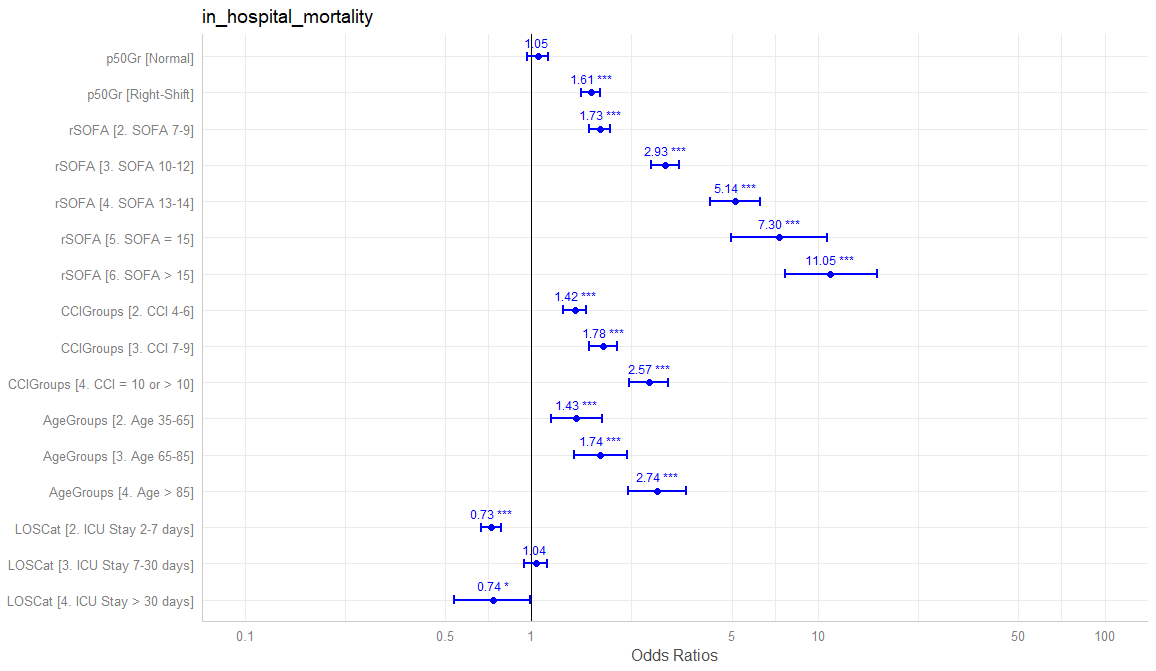 in_hospital_mortality
p50Gr [Normal]
1.05
p50Gr [Right-Shift]
1.61 ***
rSOFA [2. SOFA 7-9]
1.73 ***
rSOFA [3. SOFA 10-12]
2.93 ***
rSOFA [4. SOFA 13-14]
5.14 ***
rSOFA [5. SOFA = 15]
7.30 ***
rSOFA [6. SOFA > 15]
11.05 ***
CCIGroups [2. CCI 4-6]
1.42 ***
CCIGroups [3. CCI 7-9]
1.78 ***
CCIGroups [4. CCI = 10 or > 10]
2.57 ***
AgeGroups [2. Age 35-65]
1.43 ***
AgeGroups [3. Age 65-85]
1.74 ***
AgeGroups [4. Age > 85]
2.74 ***
LOSCat [2. ICU Stay 2-7 days]
0.73 ***
LOSCat [3. ICU Stay 7-30 days]
1.04
LOSCat [4. ICU Stay > 30 days]
0.74 *
0.1 0.5 1 5 10 50 100
Odds Ratios